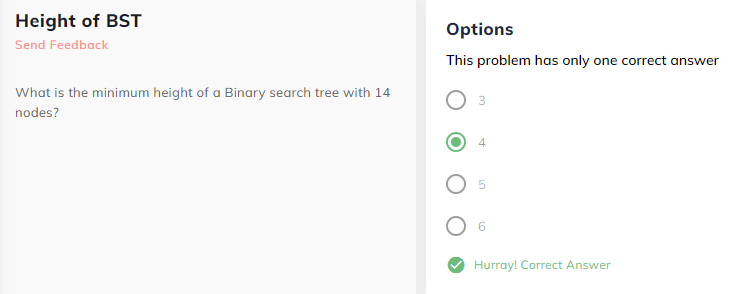 Height of BST
Send Feedback
What is the minimum height of a Binary search tree with 14
nodes?
Options
This problem has only one correct answer
3
4
5
6
Hurray! Correct Answer